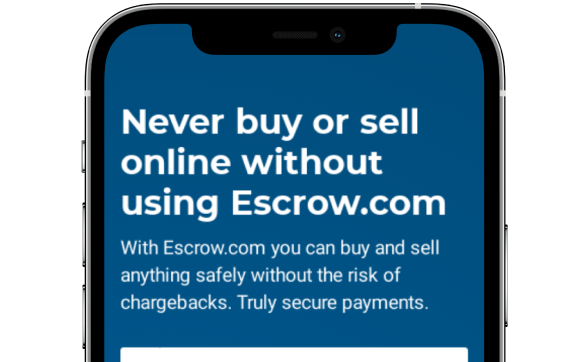 Never buy or sell
online without
using Escrow.com
With Escrow.com you can buy and sell
anything safely without the risk of
chargebacks. Truly secure payments.